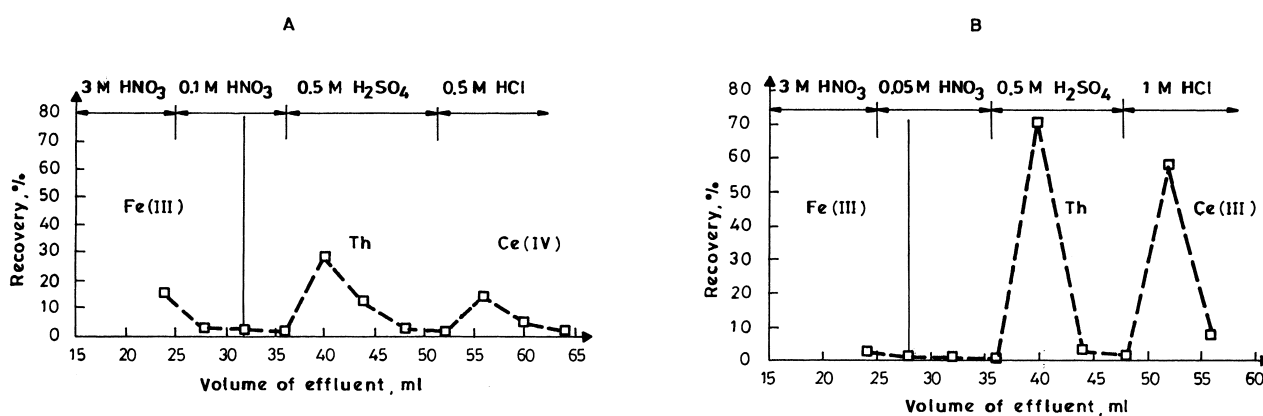 A
3 M HNO3 0.1 M HNO3 0.5 M H2SO4 0.5 M HCl
80
70
60
50
40
30
20
10
0
Recovery, %
Fe(III)
Th
Ce(IV)
15 20 25 30 35 40 45 50 55 60 65
Volume of effluent, ml
B
3 M HNO3 0.05 M HNO3 0.5 M H2SO4 1 M HCl
80
70
60
50
40
30
20
10
0
Recovery, %
Fe(III)
Th
Ce(III)
15 20 25 30 35 40 45 50 55 60
Volume of effluent, ml